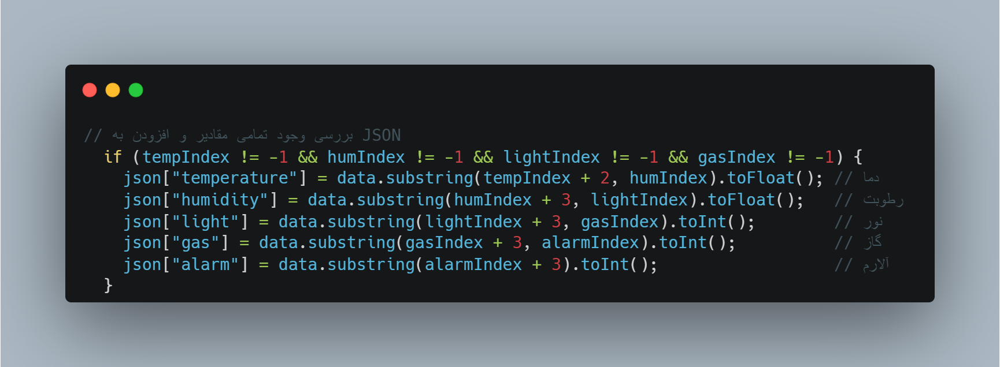 // بررسی وجود تمامی مقادیر و افزودن به JSON
if (tempIndex != -1 && humIndex != -1 && lightIndex != -1 && gasIndex != -1) {
json["temperature"] = data.substring(tempIndex + 2, humIndex).toFloat(); // دما
json["humidity"] = data.substring(humIndex + 3, lightIndex).toFloat(); // رطوبت
json["light"] = data.substring(lightIndex + 3, gasIndex).toInt(); // نور
json["gas"] = data.substring(gasIndex + 3, alarmIndex).toInt(); // گاز
json["alarm"] = data.substring(alarmIndex + 3).toInt(); // آلارم
}